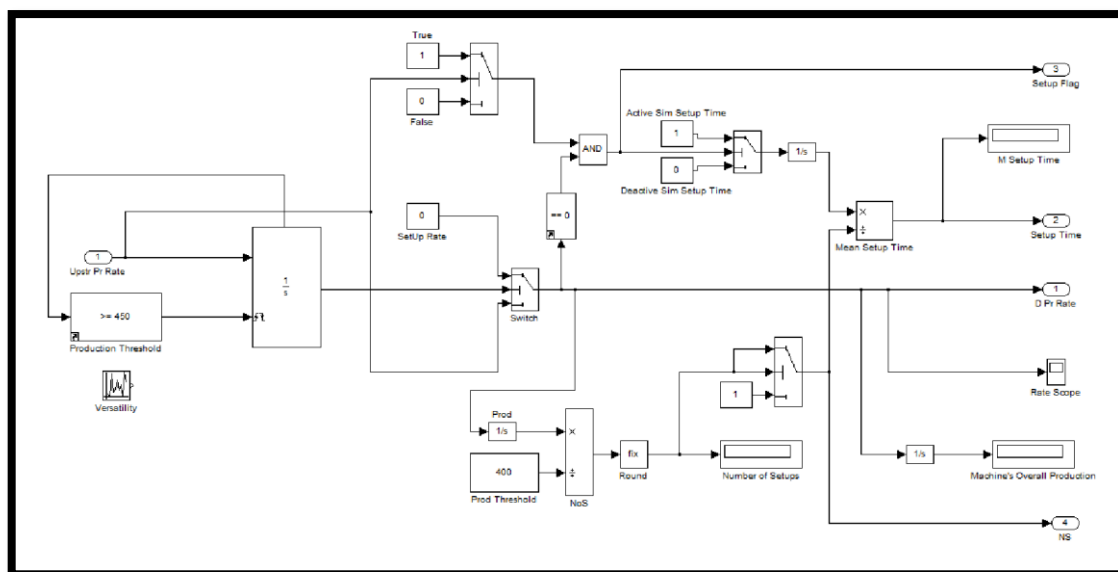 True
1
0
False
3
Setup Flag
Active Sim Setup Time
1
AND
1/s
0
Deactive Sim Setup Time
M Setup Time
0
SetUp Rate
== 0
×
÷
Mean Setup Time
2
Setup Time
1
Upstr Pr Rate
1
s
Switch
1
D Pr Rate
>= 450
Production Threshold
Versatility
1
Rate Scope
Prod
1/s
×
400
Prod Threshold
÷
NoS
fix
Round
Number of Setups
1/s
Machine's Overall Production
4
NS